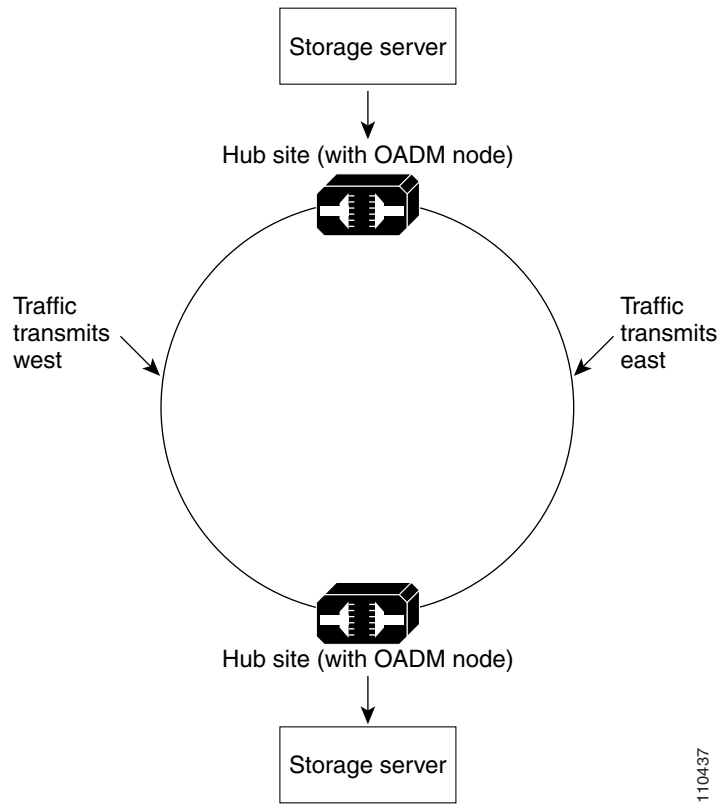 Storage server
Hub site (with OADM node)
Traffic
transmits
west
Traffic
transmits
east
Hub site (with OADM node)
Storage server
110437